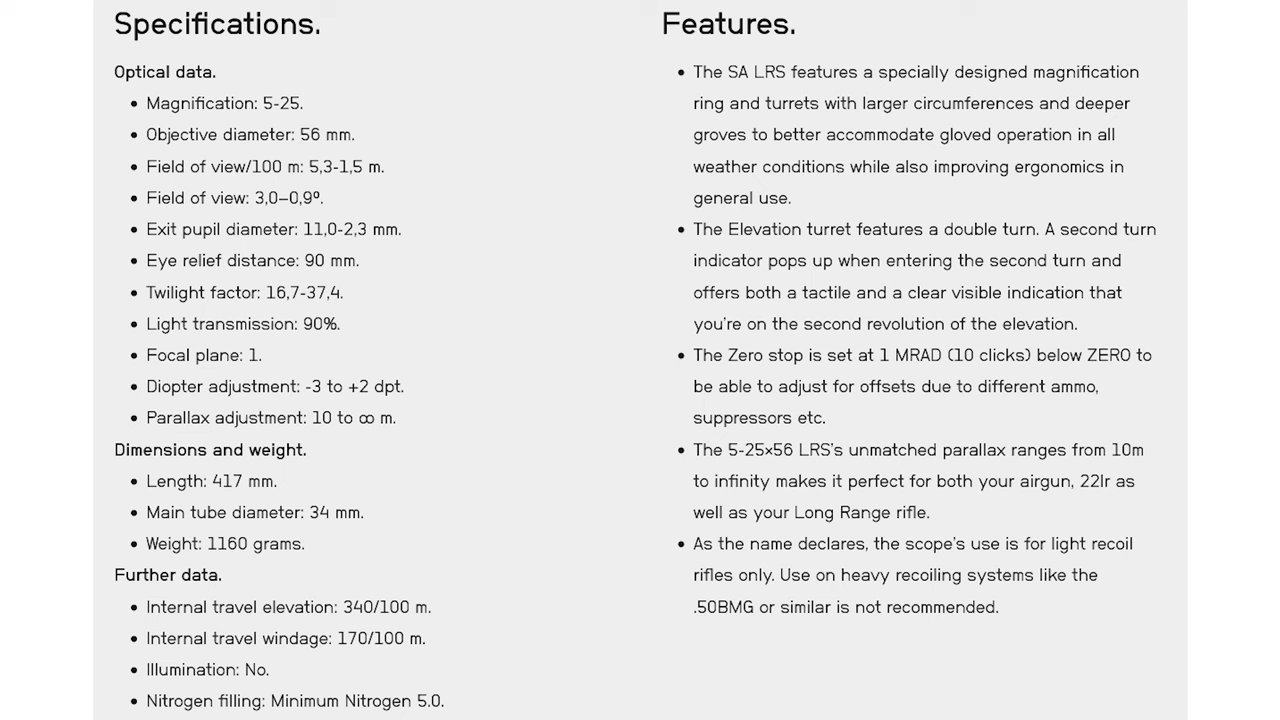 Specifications.
Optical data.
• Magnification: 5-25.
• Objective diameter: 56 mm.
• Field of view/100 m: 5,3-1,5 m.
• Field of view: 3,0–0,9º.
• Exit pupil diameter: 11,0-2,3 mm.
• Eye relief distance: 90 mm.
• Twilight factor: 16,7-37,4.
• Light transmission: 90%.
• Focal plane: 1.
• Diopter adjustment: -3 to +2 dpt.
• Parallax adjustment: 10 to ∞ m.
Dimensions and weight.
• Length: 417 mm.
• Main tube diameter: 34 mm.
• Weight: 1160 grams.
Further data.
• Internal travel elevation: 340/100 m.
• Internal travel windage: 170/100 m.
• Illumination: No.
• Nitrogen filling: Minimum Nitrogen 5.0.
Features.
• The SA LRS features a specially designed magnification
ring and turrets with larger circumferences and deeper
groves to better accommodate gloved operation in all
weather conditions while also improving ergonomics in
general use.
• The Elevation turret features a double turn. A second turn
indicator pops up when entering the second turn and
offers both a tactile and a clear visible indication that
you're on the second revolution of the elevation.
• The Zero stop is set at 1 MRAD (10 clicks) below ZERO to
be able to adjust for offsets due to different ammo,
suppressors etc.
• The 5-25×56 LRS's unmatched parallax ranges from 10m
to infinity makes it perfect for both your airgun, 22lr as
well as your Long Range rifle.
• As the name declares, the scope's use is for light recoil
rifles only. Use on heavy recoiling systems like the
.50BMG or similar is not recommended.